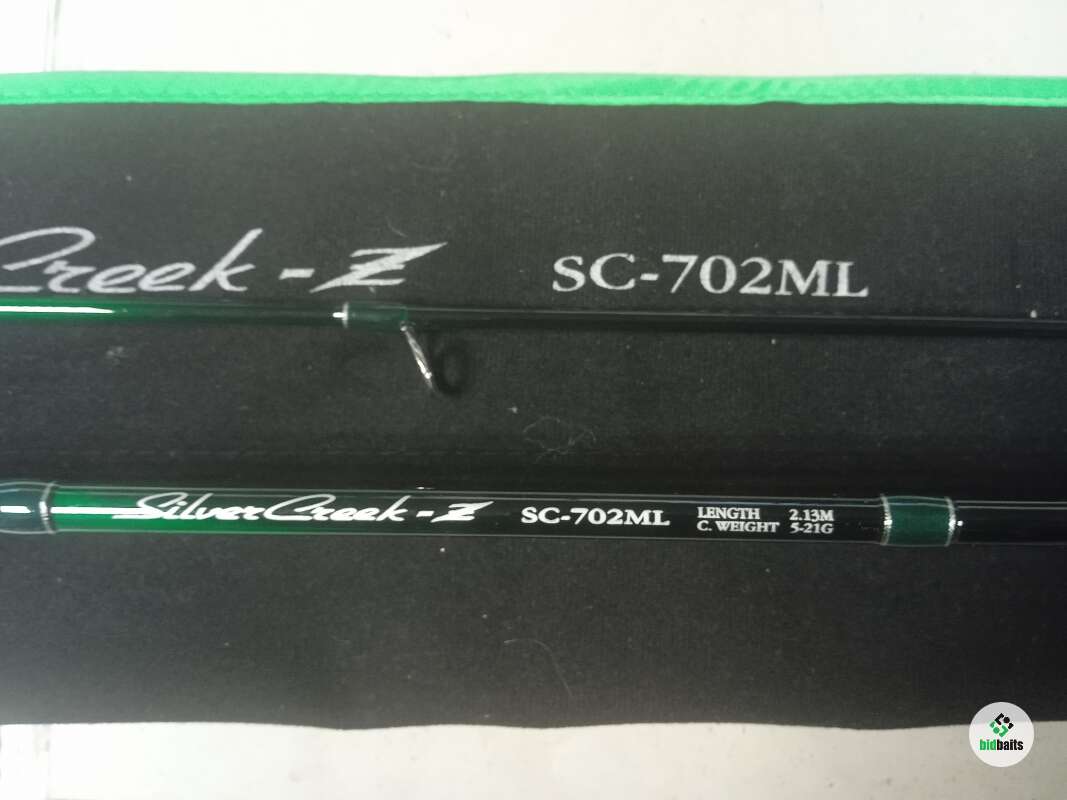 Creek-Z SC-702ML
SilverCreek-Z SC-702ML LENGTH 2.13M
C. WEIGHT 5-21G
bidbaits